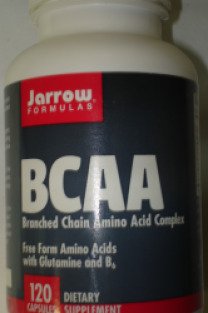 Jarrow
FORMULAS®
BCAA
Branched Chain Amino Acid Complex
Free Form Amino Acids
with Glutamine and B₆
120 DIETARY
CAPSULES SUPPLEMENT